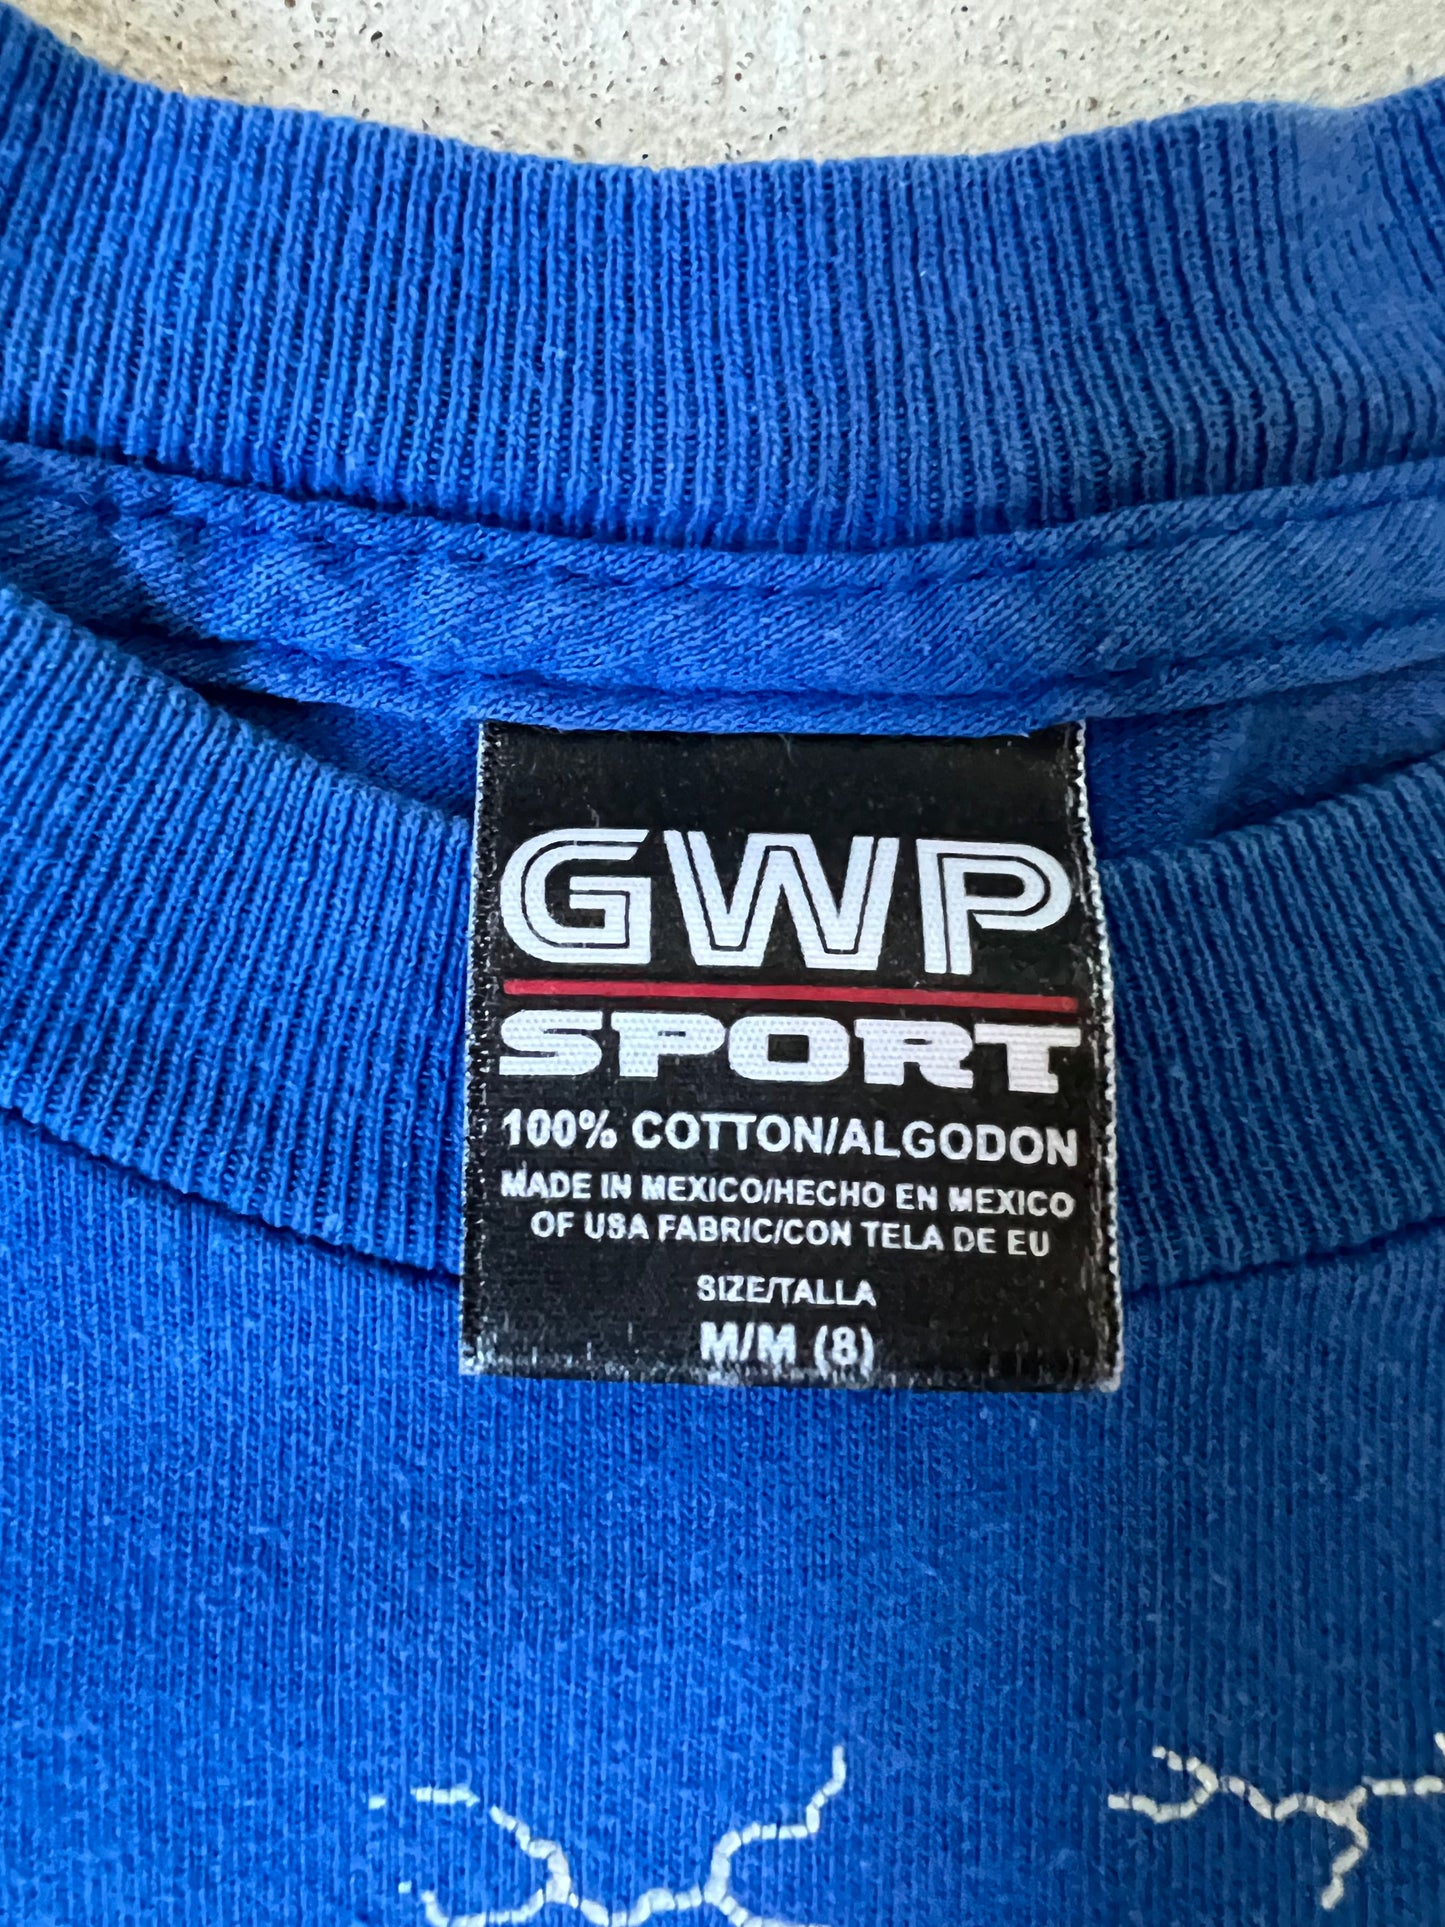 GWP
SPORT
100% COTTON/ALGODON
MADE IN MEXICO/HECHO EN MEXICO
OF USA FABRIC/CON TELA DE EU
SIZE/TALLA
M/M (8)